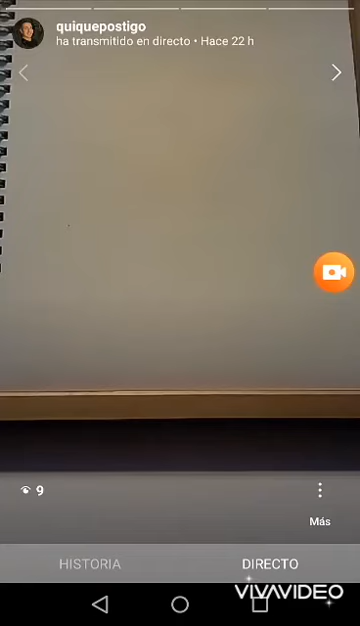 quiquepostigo
ha transmitido en directo • Hace 22 h
9
Más
HISTORIA
DIRECTO
VIVAVIDEO